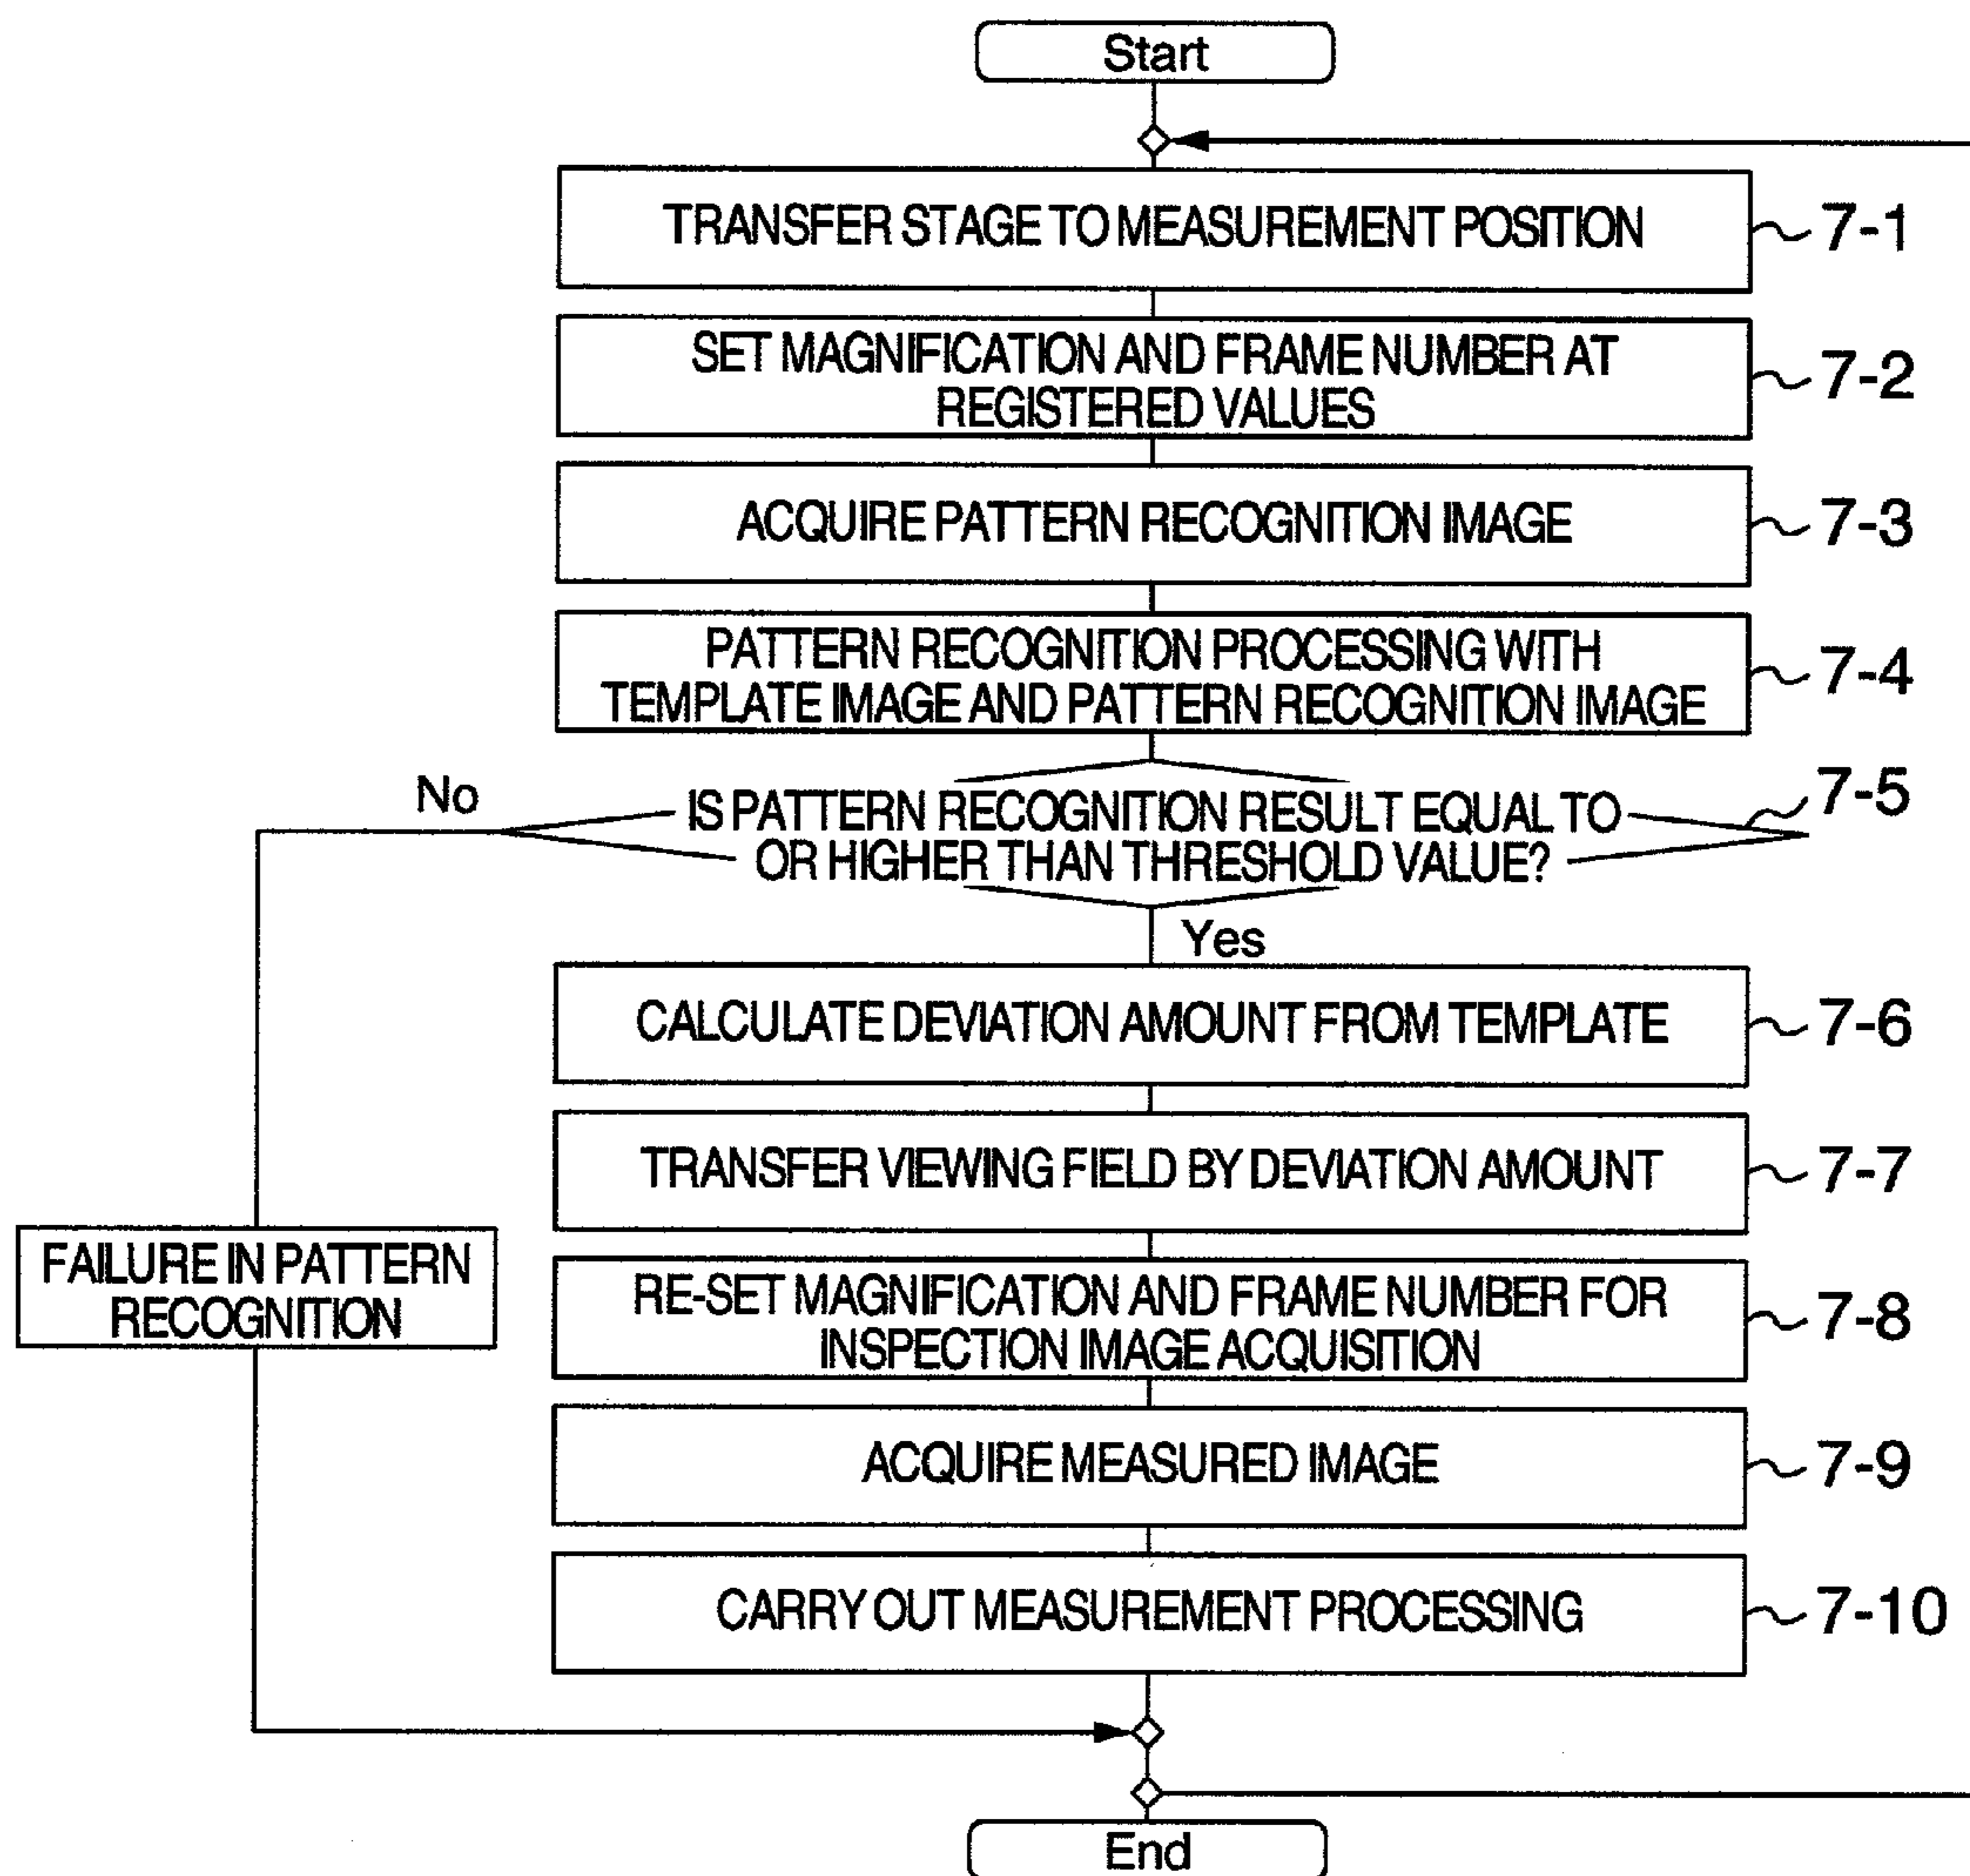 Start
TRANSFER STAGE TO MEASUREMENT POSITION
7-1
SET MAGNIFICATION AND FRAME NUMBER AT
REGISTERED VALUES
7-2
ACQUIRE PATTERN RECOGNITION IMAGE
7-3
PATTERN RECOGNITION PROCESSING WITH
TEMPLATE IMAGE AND PATTERN RECOGNITION IMAGE
7-4
No
IS PATTERN RECOGNITION RESULT EQUAL TO
OR HIGHER THAN THRESHOLD VALUE?
7-5
Yes
CALCULATE DEVIATION AMOUNT FROM TEMPLATE
7-6
TRANSFER VIEWING FIELD BY DEVIATION AMOUNT
7-7
FAILURE IN PATTERN
RECOGNITION
RE-SET MAGNIFICATION AND FRAME NUMBER FOR
INSPECTION IMAGE ACQUISITION
7-8
ACQUIRE MEASURED IMAGE
7-9
CARRY OUT MEASUREMENT PROCESSING
7-10
End